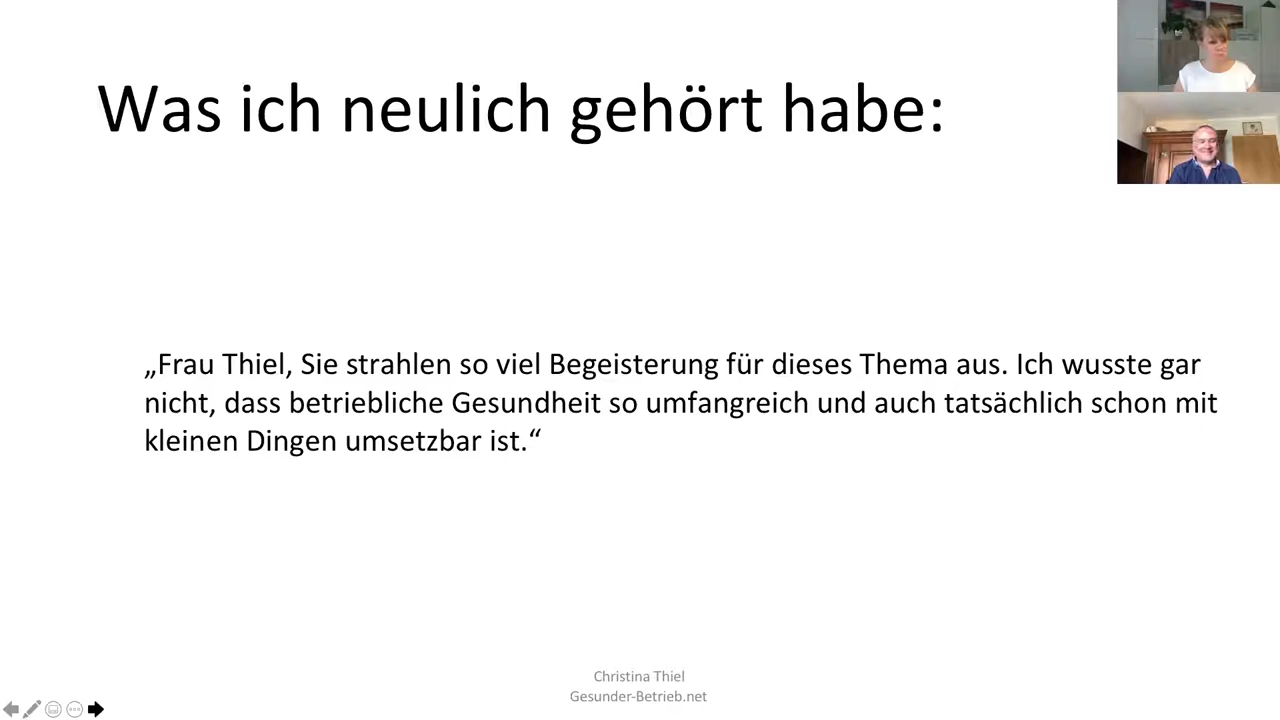 Was ich neulich gehört habe:
„Frau Thiel, Sie strahlen so viel Begeisterung für dieses Thema aus. Ich wusste gar
nicht, dass betriebliche Gesundheit so umfangreich und auch tatsächlich schon mit
kleinen Dingen umsetzbar ist.“
Christina Thiel
Gesunder-Betrieb.net